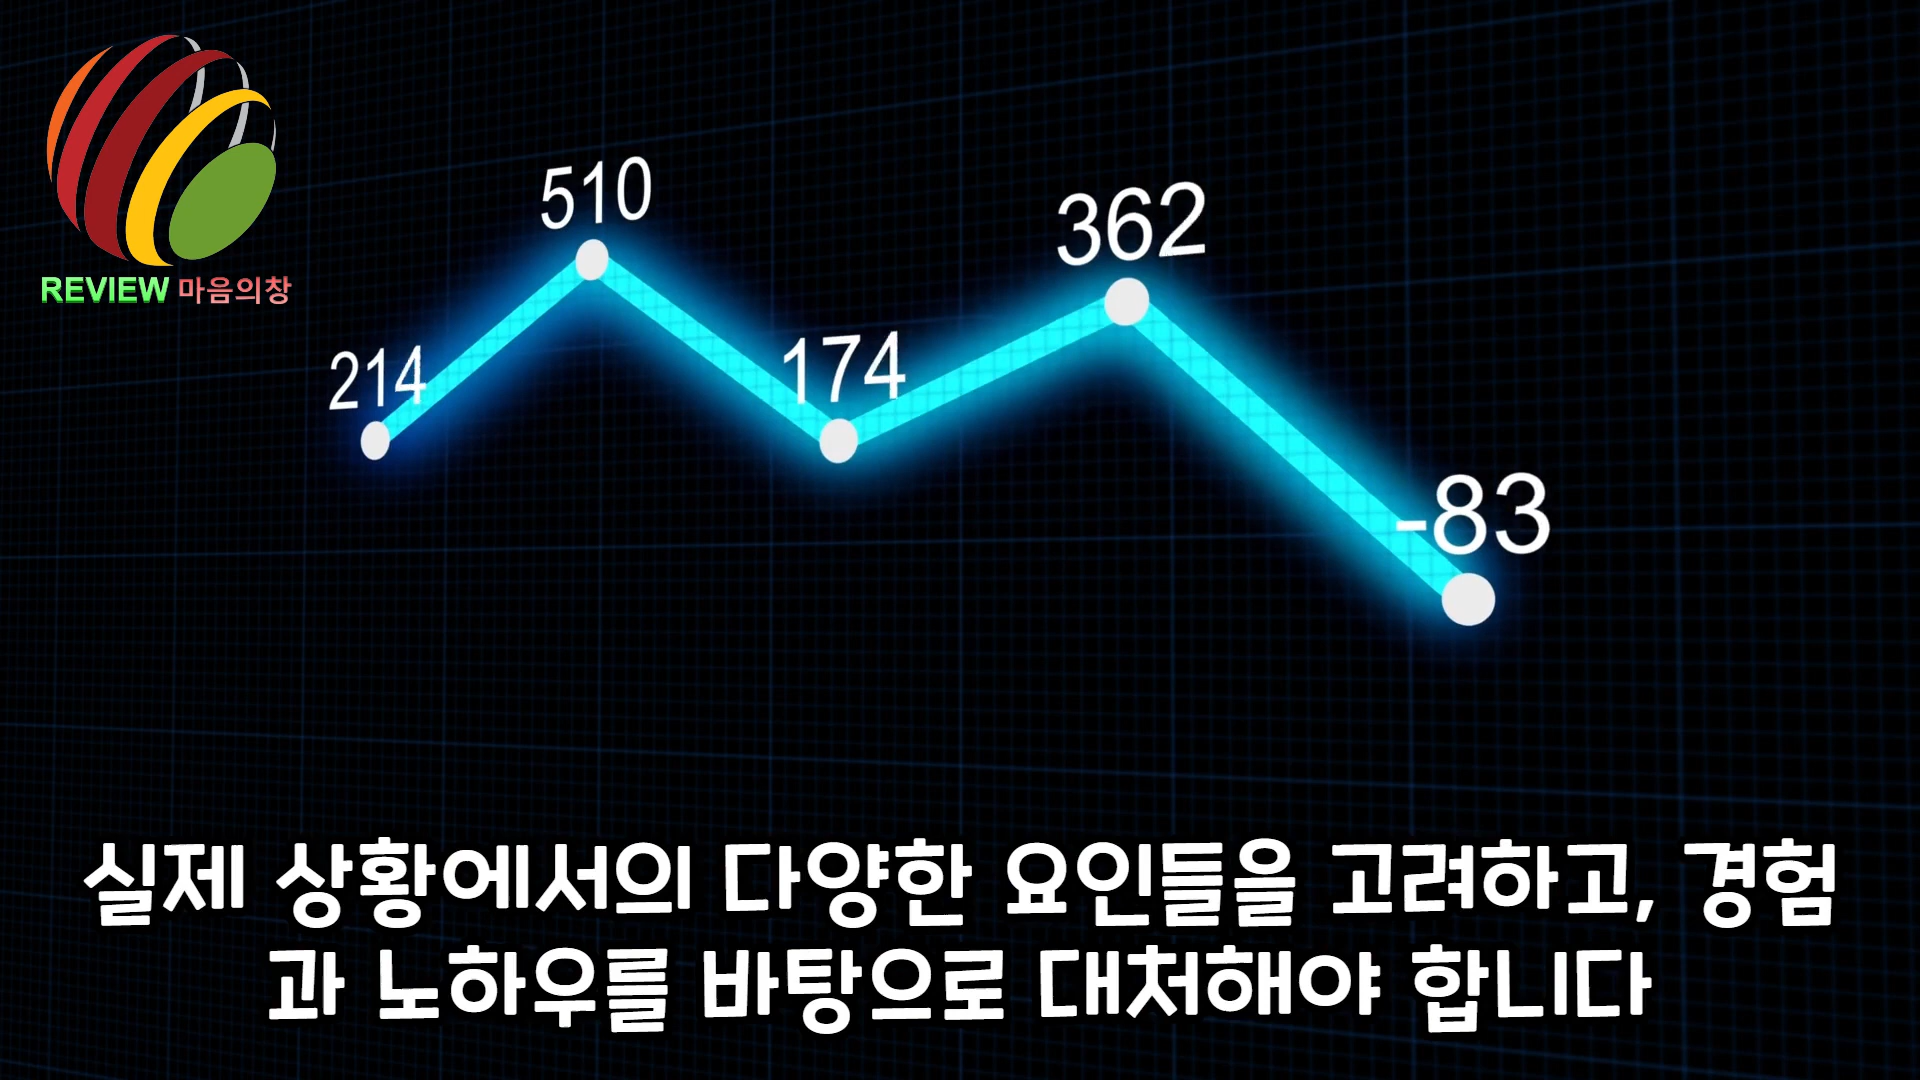 REVIEW 마음의창
510
362
174
214
-83
실제 상황에서의 다양한 요인들을 고려하고, 경험
과 노하우를 바탕으로 대처해야 합니다